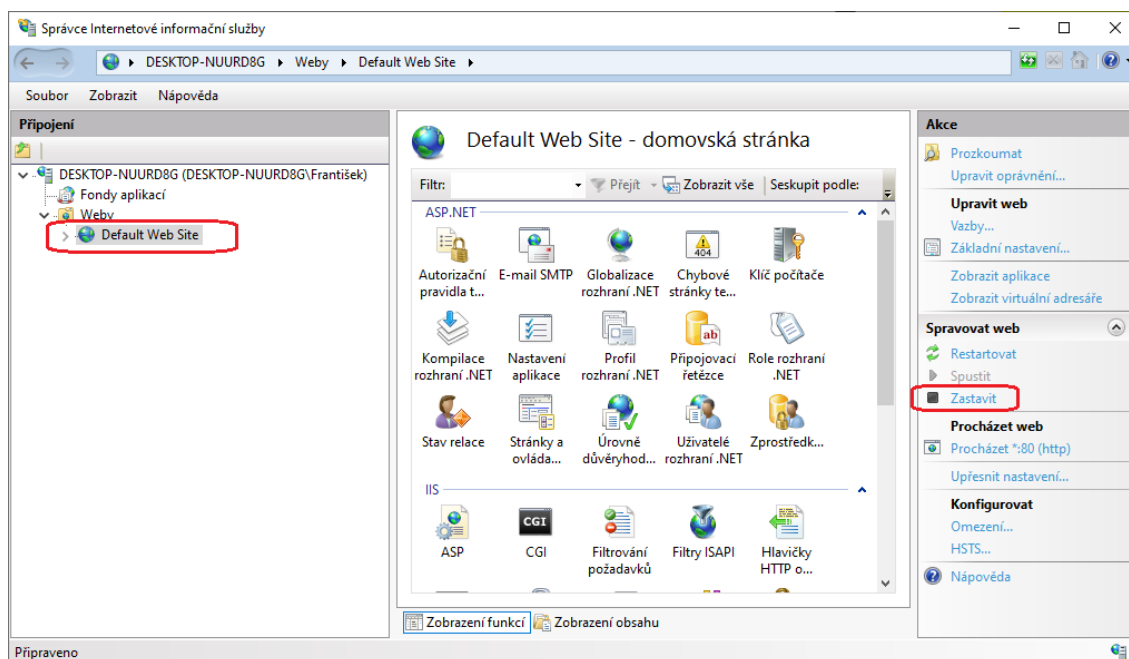 Správce Internetové informační služby
DESKTOP-NUURD8G Weby Default Web Site
Soubor Zobrazit Nápověda
Připojení
DESKTOP-NUURD8G (DESKTOP-NUURD8G\František)
Fondy aplikací
Weby
Default Web Site
Default Web Site - domovská stránka
Filtr: Přejít Zobrazit vše Seskupit podle:
ASP.NET
Autorizační pravidla t...
E-mail SMTP
Globalizace rozhraní .NET
Chybové stránky te...
Klíč počítače
Kompilace rozhraní .NET
Nastavení aplikace
Profil rozhraní .NET
Připojovací řetězce
Role rozhraní .NET
Stav relace
Stránky a ovláda...
Úrovně důvěryhod...
Uživatelé rozhraní .NET
Zprostředk...
IIS
ASP
CGI
Filtrování požadavků
Filtry ISAPI
Hlavičky HTTP o...
Zobrazení funkcí Zobrazení obsahu
Akce
Prozkoumat
Upravit oprávnění...
Upravit web
Vazby...
Základní nastavení...
Zobrazit aplikace
Zobrazit virtuální adresáře
Spravovat web
Restartovat
Spustit
Zastavit
Procházet web
Procházet *:80 (http)
Upřesnit nastavení...
Konfigurovat
Omezení...
HSTS...
Nápověda
Připraveno